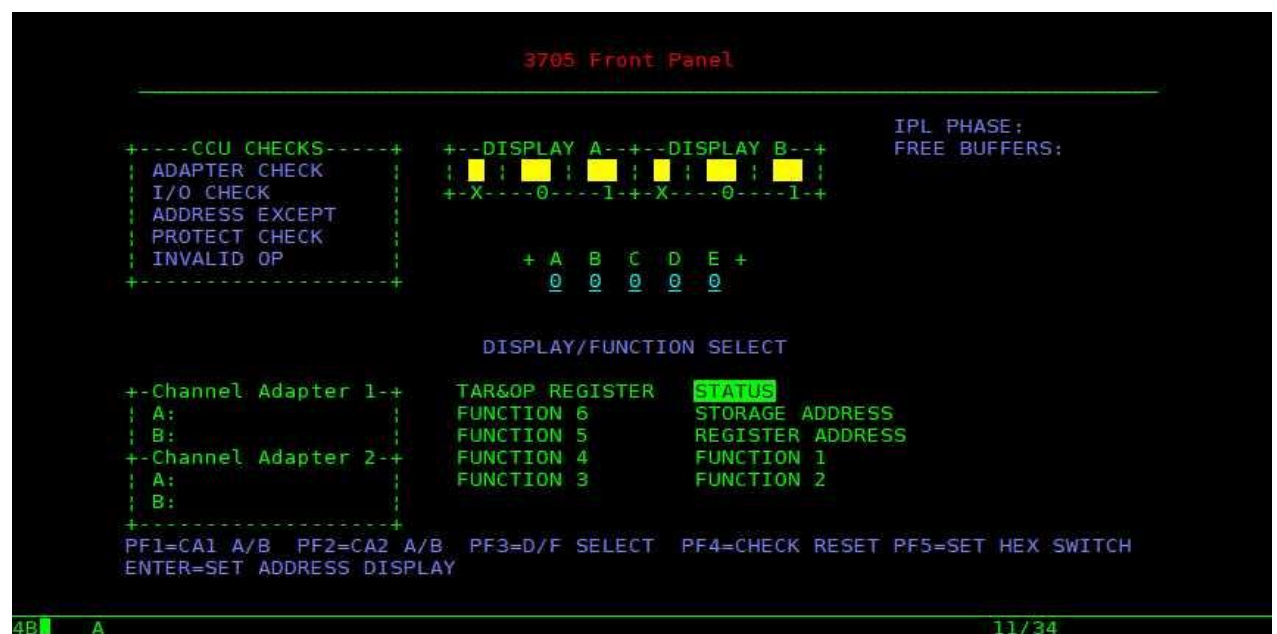 3705 Front Panel
IPL PHASE:
+----CCU CHECKS-----+ +--DISPLAY A--+--DISPLAY B--+ FREE BUFFERS:
¦ ADAPTER CHECK ¦ ¦ ¦ ¦ ¦ ¦ ¦ ¦
¦ I/O CHECK ¦ +-X----0----1-+-X----0----1-+
¦ ADDRESS EXCEPT ¦
¦ PROTECT CHECK ¦
¦ INVALID OP ¦ + A B C D E +
+--------------------+ 0 0 0 0 0
DISPLAY/FUNCTION SELECT
+-Channel Adapter 1-+ TAR&OP REGISTER STATUS
¦ A: ¦ FUNCTION 6 STORAGE ADDRESS
¦ B: ¦ FUNCTION 5 REGISTER ADDRESS
+-Channel Adapter 2-+ FUNCTION 4 FUNCTION 1
¦ A: ¦ FUNCTION 3 FUNCTION 2
¦ B: ¦
+-------------------+
PF1=CA1 A/B PF2=CA2 A/B PF3=D/F SELECT PF4=CHECK RESET PF5=SET HEX SWITCH
ENTER=SET ADDRESS DISPLAY
4B A 11/34